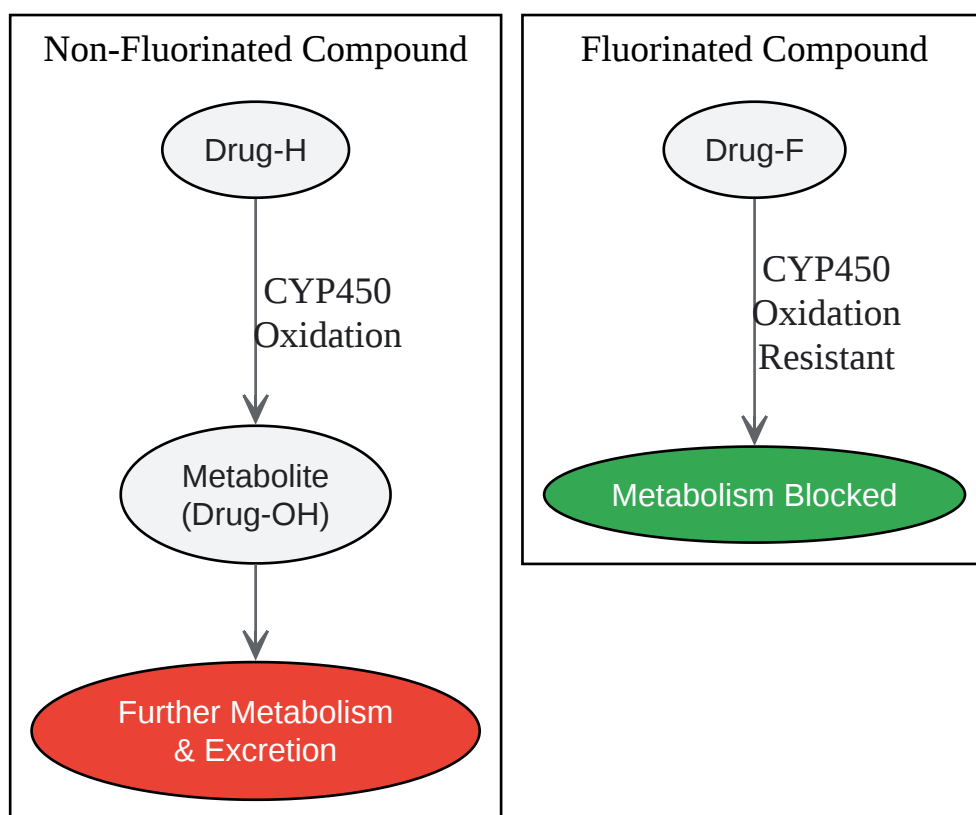 Non-Fluorinated Compound
Drug-H
CYP450
Oxidation
Metabolite
(Drug-OH)
Further Metabolism
& Excretion
Fluorinated Compound
Drug-F
CYP450
Oxidation
Resistant
Metabolism Blocked